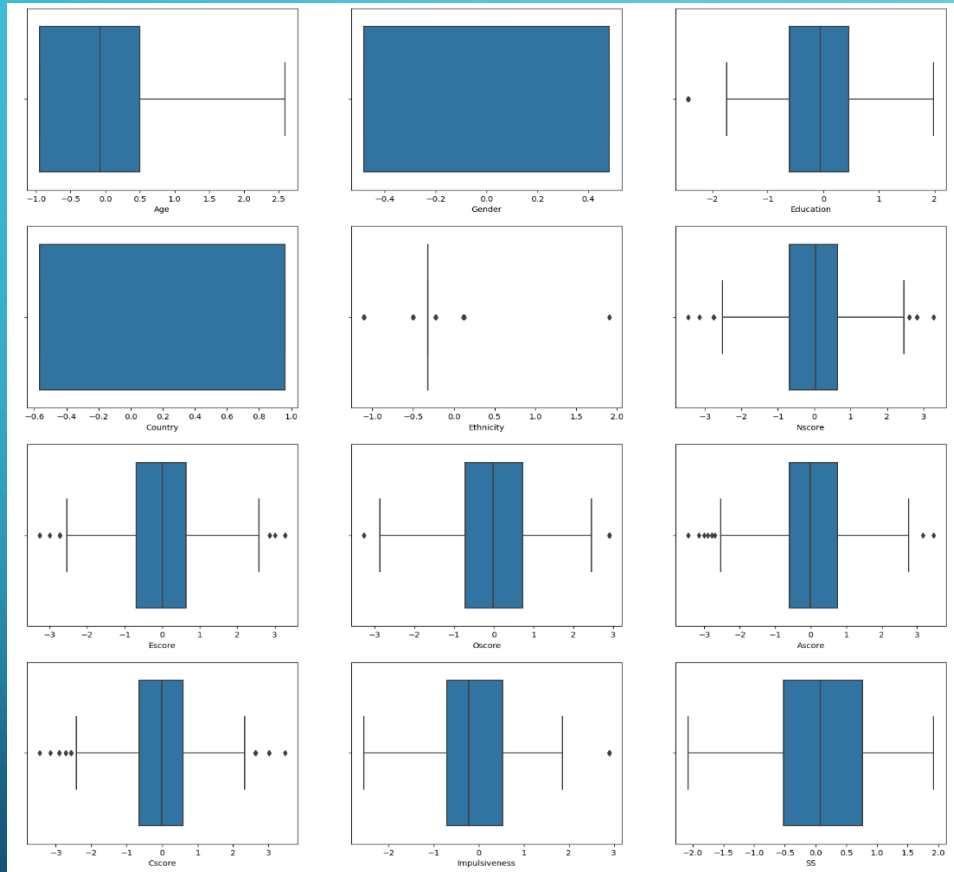 −1.0 −0.5 0.0 0.5 1.0 1.5 2.0 2.5
Age
−0.4 −0.2 0.0 0.2 0.4
Gender
−2 −1 0 1 2
Education
−0.6 −0.4 −0.2 0.0 0.2 0.4 0.6 0.8 1.0
Country
−1.0 −0.5 0.0 0.5 1.0 1.5 2.0
Ethnicity
−3 −2 −1 0 1 2 3
Nscore
−3 −2 −1 0 1 2 3
Escore
−3 −2 −1 0 1 2 3
Oscore
−3 −2 −1 0 1 2 3
Ascore
−3 −2 −1 0 1 2 3
Cscore
−2 −1 0 1 2 3
Impulsiveness
−2.0 −1.5 −1.0 −0.5 0.0 0.5 1.0 1.5 2.0
SS